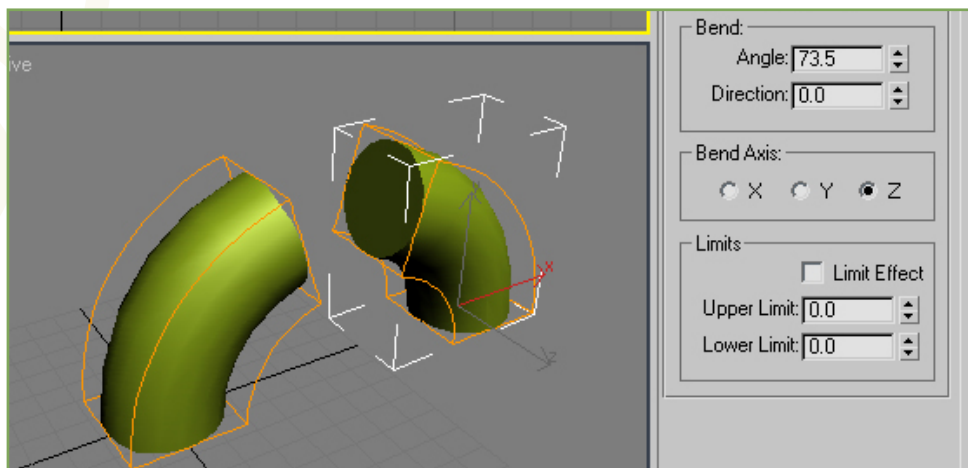 ive
x
z
Bend:
Angle: 73.5
Direction: 0.0
Bend Axis:
X Y Z
Limits
Limit Effect
Upper Limit: 0.0
Lower Limit: 0.0